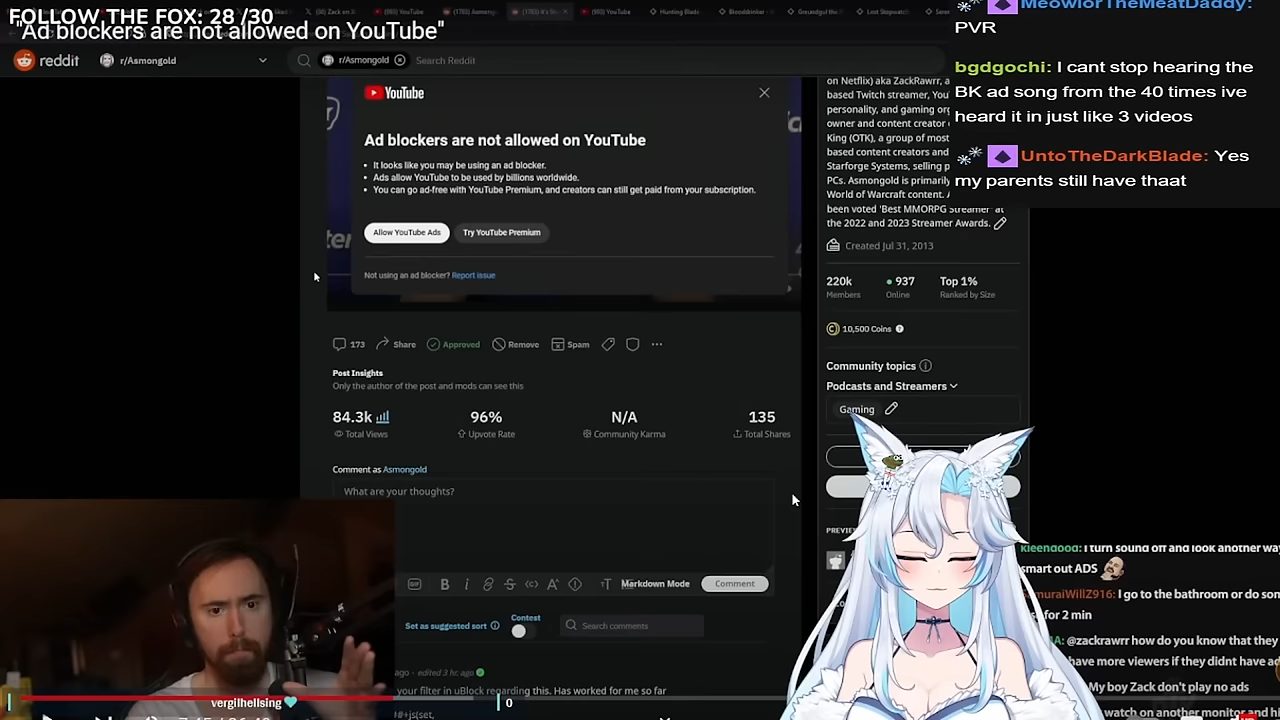 FOLLOW THE FOX: 28 /30
"Ad blockers are not allowed on YouTube"
reddit
r/Asmongold
r/Asmongold
Search Reddit
YouTube
Ad blockers are not allowed on YouTube
It looks like you may be using an ad blocker.
Ads allow YouTube to be used by billions worldwide.
You can go ad-free with YouTube Premium, and creators can still get paid from your subscription.
Allow YouTube Ads
Try YouTube Premium
Not using an ad blocker? Report issue
173
Share
Approved
Remove
Spam
Post Insights
Only the author of the post and mods can see this
84.3k
96%
N/A
135
Total Views
Upvote Rate
Community Karma
Total Shares
Comment as Asmongold
What are your thoughts?
B i
Markdown Mode
Comment
Set as suggested sort
Contest
Search comments
ago · edited 3 hr. ago
your filter in uBlock regarding this. Has worked for me so far
on Netflix) aka ZackRawrr, a
based Twitch streamer, You
personality, and gaming org
owner and content creator
King (OTK), a group of most
based content creators and
Starforge Systems, selling p
PCs. Asmongold is primarily
World of Warcraft content.
been voted 'Best MMORPG Streamer' at
the 2022 and 2023 Streamer Awards.
Created Jul 31, 2013
220k
937
Top 1%
Members
Online
Ranked by Size
10,500 Coins
Community topics
Podcasts and Streamers
Gaming
PREVIE
MeowlorTheMeatDaddy:
PVR
bgdgochi: I cant stop hearing the
BK ad song from the 40 times ive
heard it in just like 3 videos
UntoTheDarkBlade: Yes
my parents still have thaat
I turn sound off and look another way
smart out ADS
amuraiWillZ916: I go to the bathroom or do som
for 2 min
@zackrawrr how do you know that they
have more viewers if they didnt have ad
My boy Zack don't play no ads
watch on another monitor and hi
vergilhellsing
0